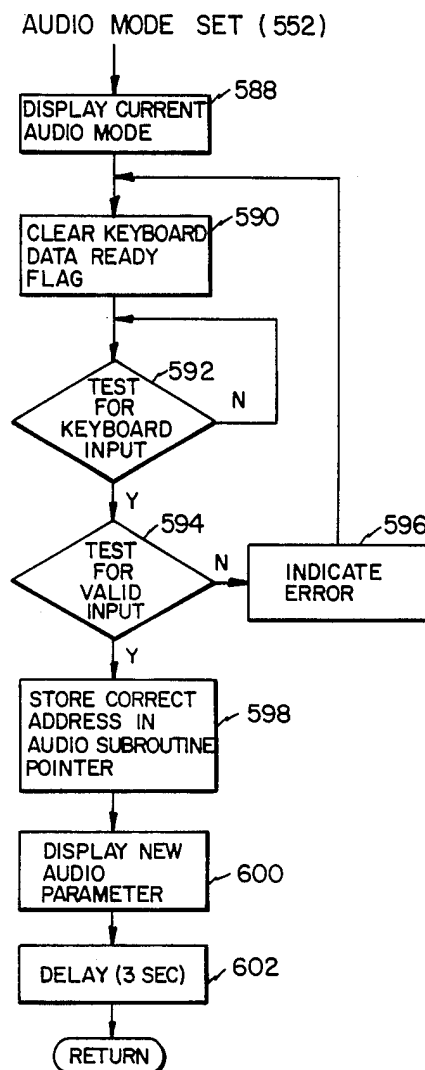 AUDIO MODE SET (552)
588
DISPLAY CURRENT
AUDIO MODE
590
CLEAR KEYBOARD
DATA READY
FLAG
592
TEST
FOR
KEYBOARD
INPUT
N
Y
594
TEST
FOR
VALID
INPUT
N
596
INDICATE
ERROR
Y
598
STORE CORRECT
ADDRESS IN
AUDIO SUBROUTINE
POINTER
DISPLAY NEW
AUDIO
PARAMETER
600
DELAY (3 SEC)
602
RETURN